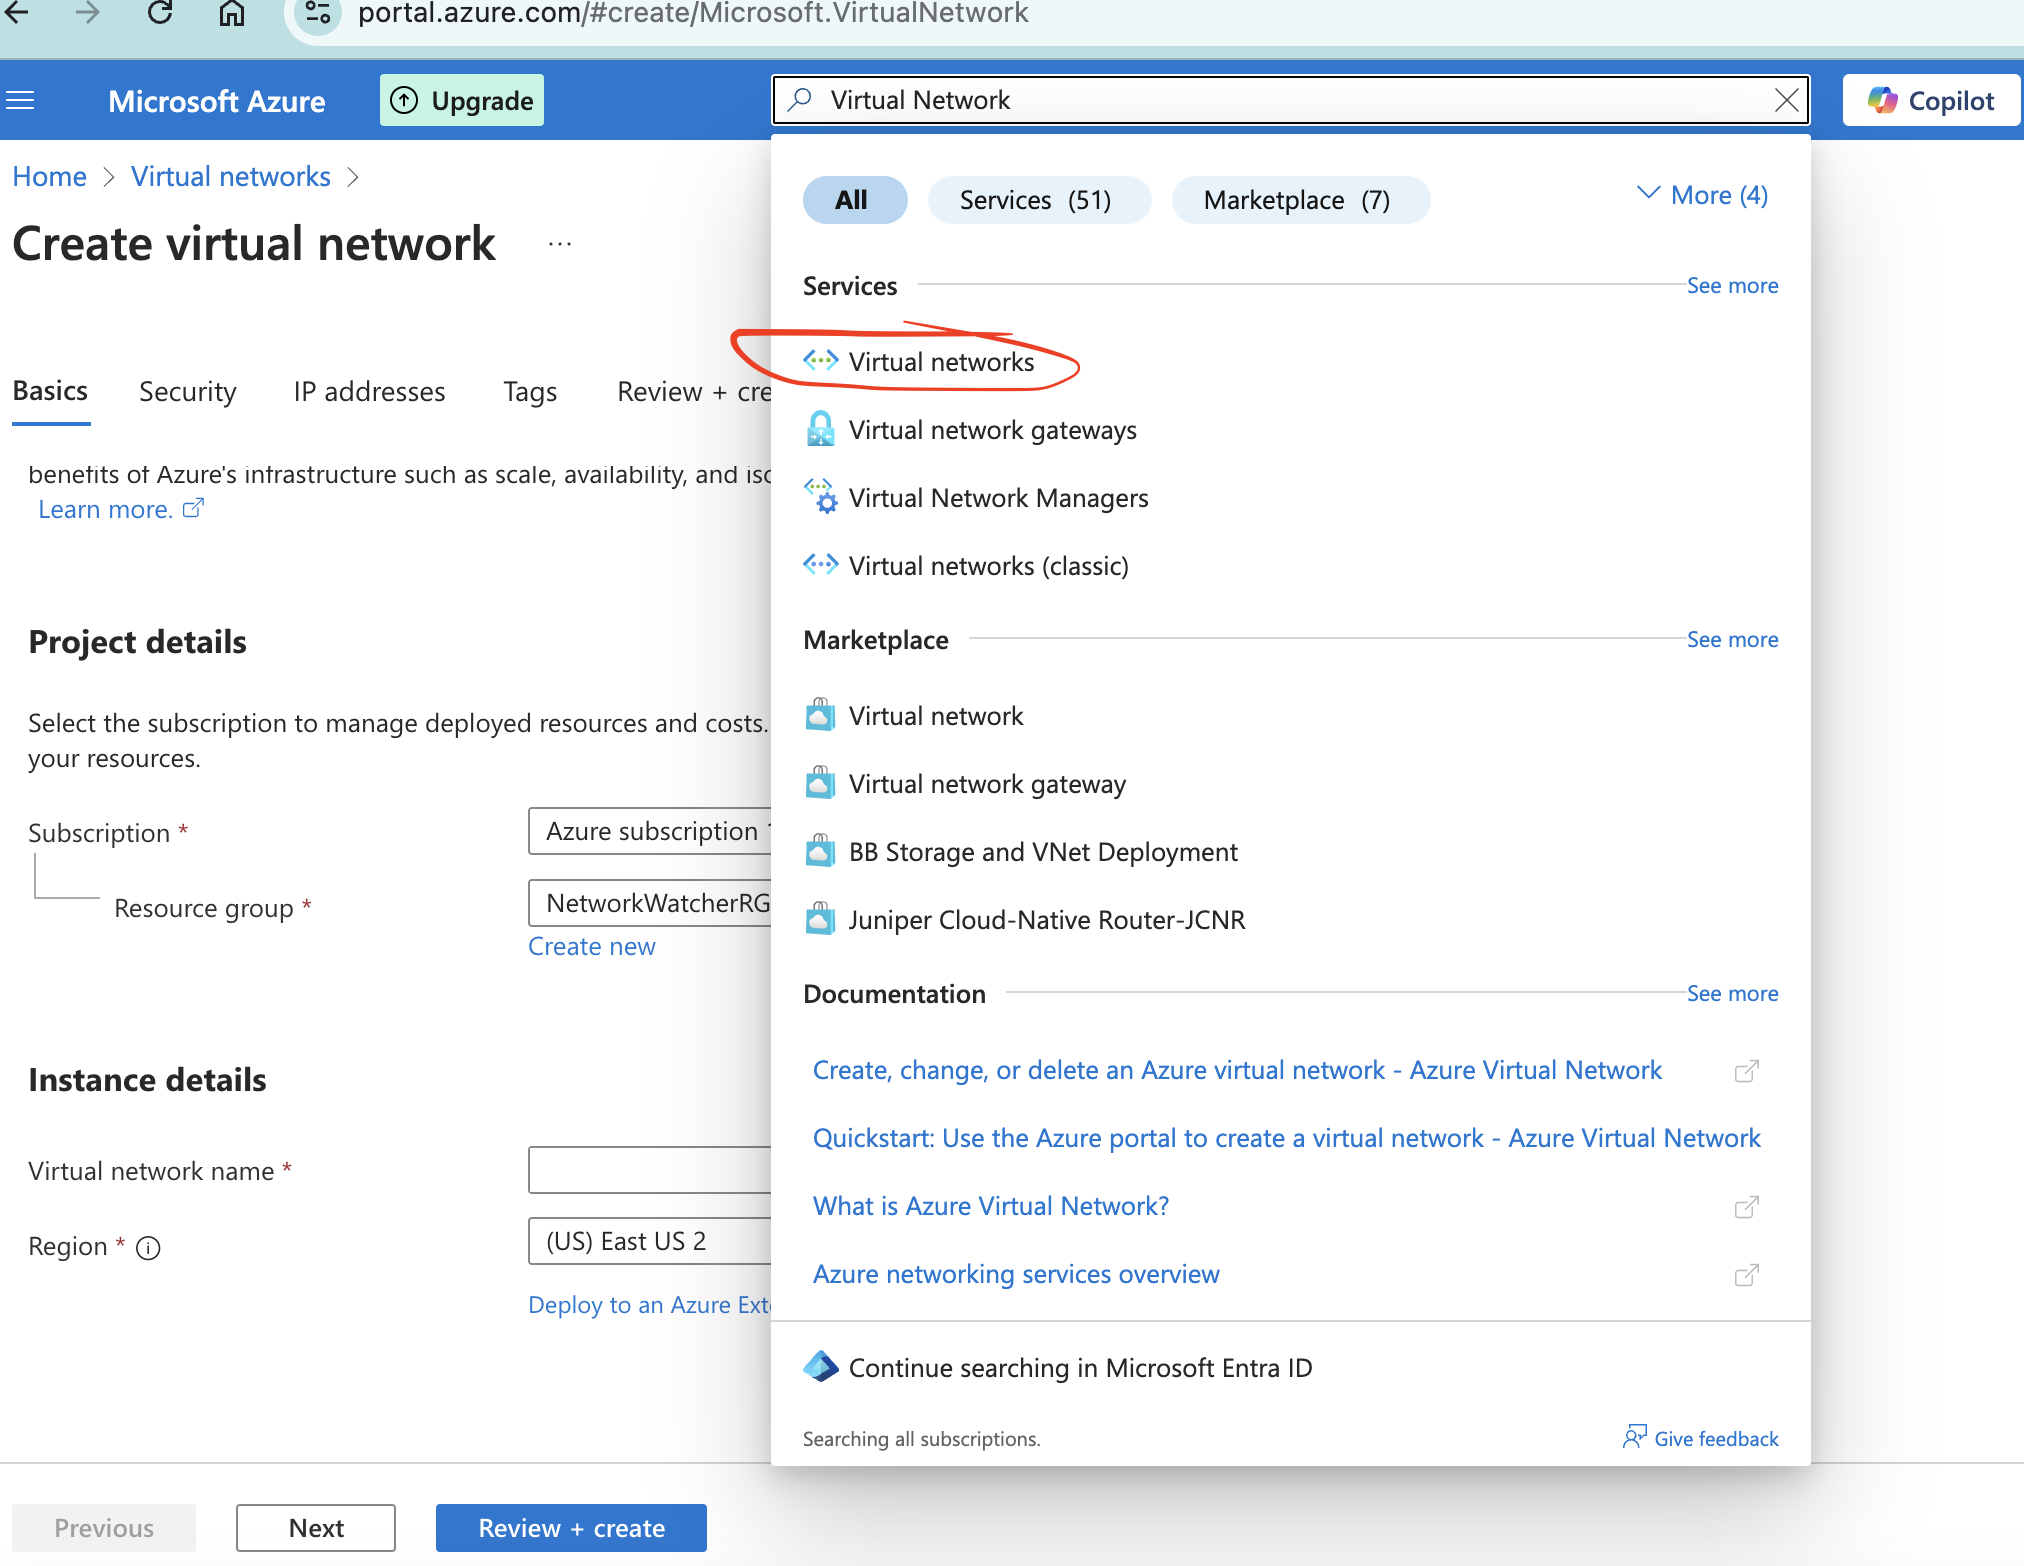 portal.azure.com/#create/Microsoft.VirtualNetwork
Microsoft Azure
Upgrade
Virtual Network
Copilot
Home > Virtual networks >
Create virtual network ...
Basics
Security
IP addresses
Tags
Review + cre
benefits of Azure's infrastructure such as scale, availability, and iso
Learn more.
Project details
Select the subscription to manage deployed resources and costs.
your resources.
Subscription *
Azure subscription 1
Resource group *
NetworkWatcherRG
Create new
Instance details
Virtual network name *
Region *
(US) East US 2
Deploy to an Azure Exte
Previous
Next
Review + create
All
Services (51)
Marketplace (7)
More (4)
Services
See more
Virtual networks
Virtual network gateways
Virtual Network Managers
Virtual networks (classic)
Marketplace
See more
Virtual network
Virtual network gateway
BB Storage and VNet Deployment
Juniper Cloud-Native Router-JCNR
Documentation
See more
Create, change, or delete an Azure virtual network - Azure Virtual Network
Quickstart: Use the Azure portal to create a virtual network - Azure Virtual Network
What is Azure Virtual Network?
Azure networking services overview
Continue searching in Microsoft Entra ID
Searching all subscriptions.
Give feedback